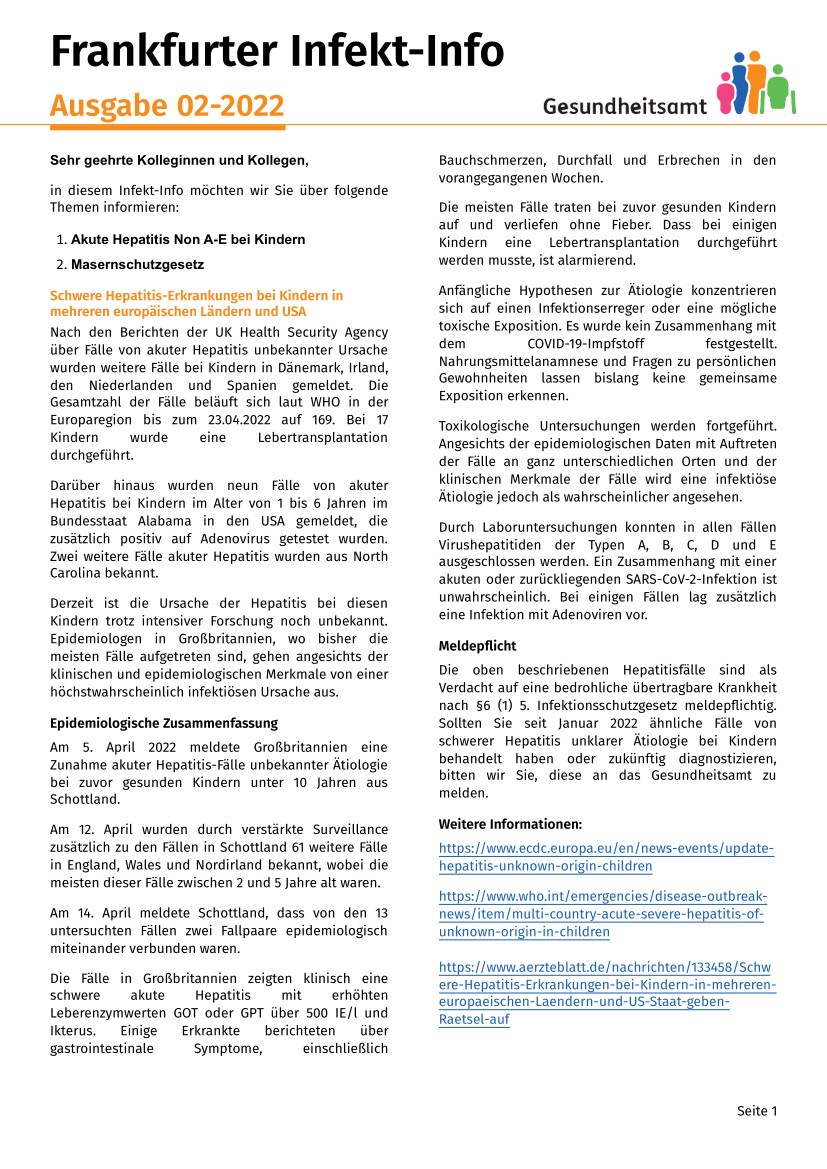 Frankfurter Infekt-Info
Ausgabe 02-2022
Gesundheitsamt
Sehr geehrte Kolleginnen und Kollegen,
in diesem Infekt-Info möchten wir Sie über folgende
Themen informieren:
1. Akute Hepatitis Non A-E bei Kindern
2. Masernschutzgesetz
Schwere Hepatitis-Erkrankungen bei Kindern in
mehreren europäischen Ländern und USA
Nach den Berichten der UK Health Security Agency
über Fälle von akuter Hepatitis unbekannter Ursache
wurden weitere Fälle bei Kindern in Dänemark, Irland,
den Niederlanden und Spanien gemeldet. Die
Gesamtzahl der Fälle beläuft sich laut WHO in der
Europaregion bis zum 23.04.2022 auf 169. Bei 17
Kindern wurde eine Lebertransplantation
durchgeführt.
Darüber hinaus wurden neun Fälle von akuter
Hepatitis bei Kindern im Alter von 1 bis 6 Jahren im
Bundesstaat Alabama in den USA gemeldet, die
zusätzlich positiv auf Adenovirus getestet wurden.
Zwei weitere Fälle akuter Hepatitis wurden aus North
Carolina bekannt.
Derzeit ist die Ursache der Hepatitis bei diesen
Kindern trotz intensiver Forschung noch unbekannt.
Epidemiologen in Großbritannien, wo bisher die
meisten Fälle aufgetreten sind, gehen angesichts der
klinischen und epidemiologischen Merkmale von einer
höchstwahrscheinlich infektiösen Ursache aus.
Epidemiologische Zusammenfassung
Am 5. April 2022 meldete Großbritannien eine
Zunahme akuter Hepatitis-Fälle unbekannter Ätiologie
bei zuvor gesunden Kindern unter 10 Jahren aus
Schottland.
Am 12. April wurden durch verstärkte Surveillance
zusätzlich zu den Fällen in Schottland 61 weitere Fälle
in England, Wales und Nordirland bekannt, wobei die
meisten dieser Fälle zwischen 2 und 5 Jahre alt waren.
Am 14. April meldete Schottland, dass von den 13
untersuchten Fällen zwei Fallpaare epidemiologisch
miteinander verbunden waren.
Die Fälle in Großbritannien zeigten klinisch eine
schwere akute Hepatitis mit erhöhten
Leberenzymwerten GOT oder GPT über 500 IE/l und
Ikterus. Einige Erkrankte berichteten über
gastrointestinale Symptome, einschließlich
Bauchschmerzen, Durchfall und Erbrechen in den
vorangegangenen Wochen.
Die meisten Fälle traten bei zuvor gesunden Kindern
auf und verliefen ohne Fieber. Dass bei einigen
Kindern eine Lebertransplantation durchgeführt
werden musste, ist alarmierend.
Anfängliche Hypothesen zur Ätiologie konzentrieren
sich auf einen Infektionserreger oder eine mögliche
toxische Exposition. Es wurde kein Zusammenhang mit
dem COVID-19-Impfstoff festgestellt.
Nahrungsmittelanamnese und Fragen zu persönlichen
Gewohnheiten lassen bislang keine gemeinsame
Exposition erkennen.
Toxikologische Untersuchungen werden fortgeführt.
Angesichts der epidemiologischen Daten mit Auftreten
der Fälle an ganz unterschiedlichen Orten und der
klinischen Merkmale der Fälle wird eine infektiöse
Ätiologie jedoch als wahrscheinlicher angesehen.
Durch Laboruntersuchungen konnten in allen Fällen
Virushepatitiden der Typen A, B, C, D und E
ausgeschlossen werden. Ein Zusammenhang mit einer
akuten oder zurückliegenden SARS-CoV-2-Infektion ist
unwahrscheinlich. Bei einigen Fällen lag zusätzlich
eine Infektion mit Adenoviren vor.
Meldepflicht
Die oben beschriebenen Hepatitisfälle sind als
Verdacht auf eine bedrohliche übertragbare Krankheit
nach §6 (1) 5. Infektionsschutzgesetz meldepflichtig.
Sollten Sie seit Januar 2022 ähnliche Fälle von
schwerer Hepatitis unklarer Ätiologie bei Kindern
behandelt haben oder zukünftig diagnostizieren,
bitten wir Sie, diese an das Gesundheitsamt zu
melden.
Weitere Informationen:
https://www.ecdc.europa.eu/en/news-events/update-
hepatitis-unknown-origin-children
https://www.who.int/emergencies/disease-outbreak-
news/item/multi-country-acute-severe-hepatitis-of-
unknown-origin-in-children
https://www.aerzteblatt.de/nachrichten/133458/Schw
ere-Hepatitis-Erkrankungen-bei-Kindern-in-mehreren-
europaeischen-Laendern-und-US-Staat-geben-
Raetsel-auf
Seite 1